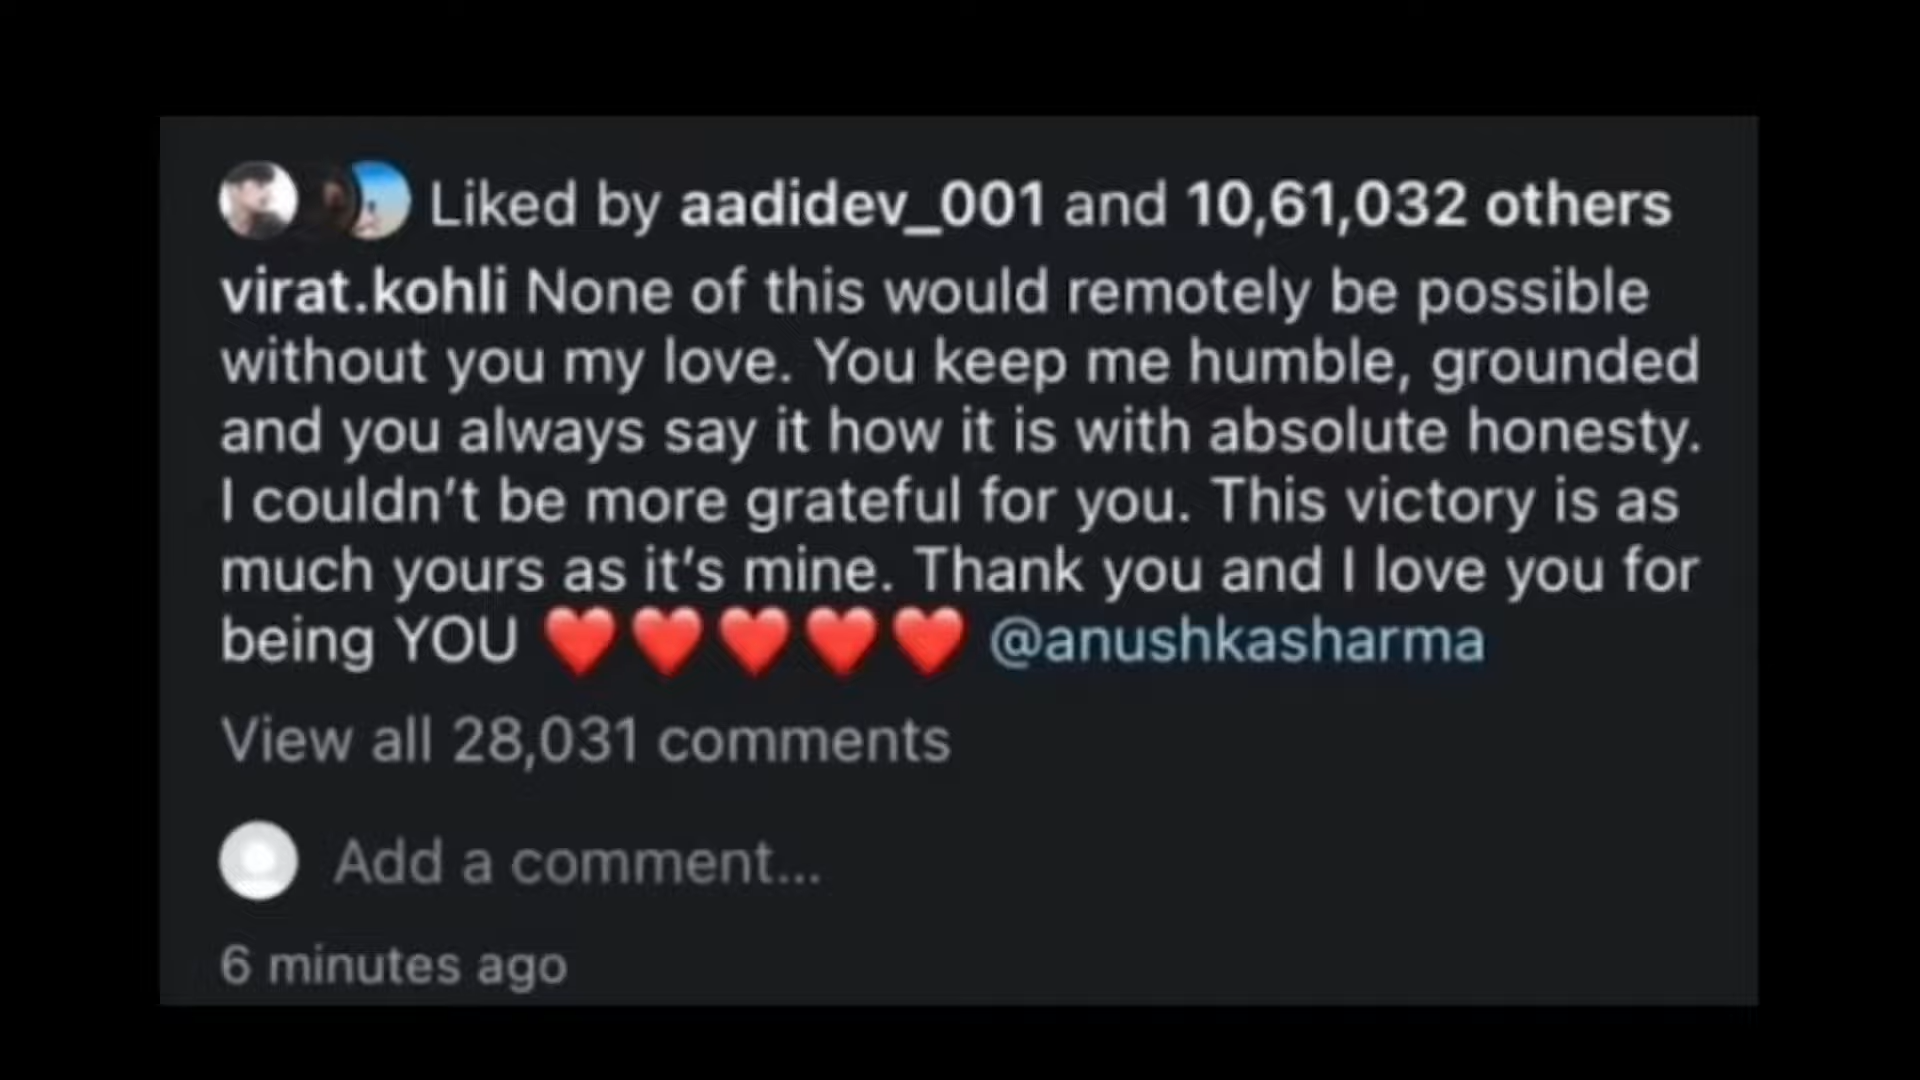 Liked by aadidev_001 and 10,61,032 others
virat.kohli None of this would remotely be possible
without you my love. You keep me humble, grounded
and you always say it how it is with absolute honesty.
I couldn’t be more grateful for you. This victory is as
much yours as it’s mine. Thank you and I love you for
being YOU ❤️❤️❤️❤️❤️ @anushkasharma
View all 28,031 comments
Add a comment...
6 minutes ago